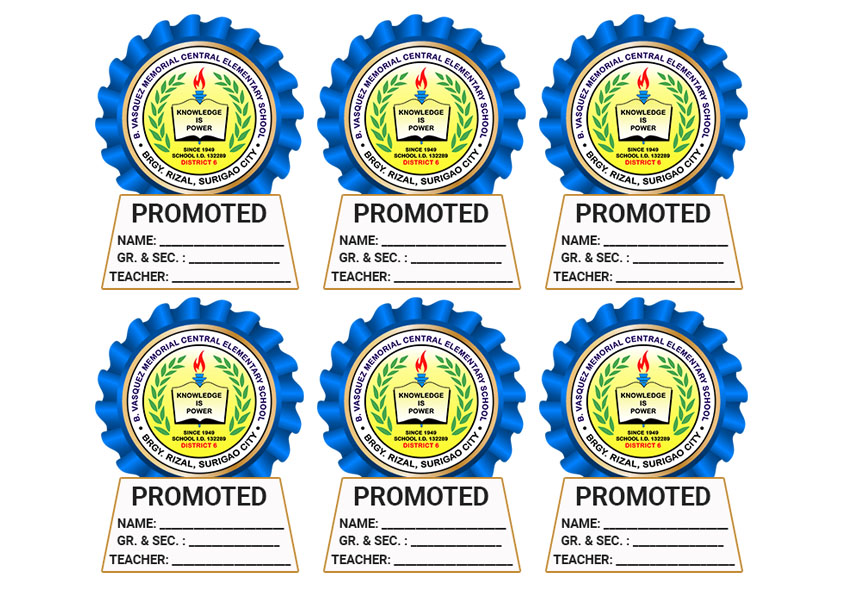 B. VASQUEZ MEMORIAL CENTRAL ELEMENTARY SCHOOL
KNOWLEDGE
IS
POWER
SINCE 1949
SCHOOL I.D. 132289
DISTRICT 6
• BRGY. RIZAL, SURIGAO CITY •
PROMOTED
NAME: ____________________
GR. & SEC. : ______________
TEACHER: ___________________
B. VASQUEZ MEMORIAL CENTRAL ELEMENTARY SCHOOL
KNOWLEDGE
IS
POWER
SINCE 1949
SCHOOL I.D. 132289
DISTRICT 6
• BRGY. RIZAL, SURIGAO CITY •
PROMOTED
NAME: ____________________
GR. & SEC. : ______________
TEACHER: ___________________
B. VASQUEZ MEMORIAL CENTRAL ELEMENTARY SCHOOL
KNOWLEDGE
IS
POWER
SINCE 1949
SCHOOL I.D. 132289
DISTRICT 6
• BRGY. RIZAL, SURIGAO CITY •
PROMOTED
NAME: ____________________
GR. & SEC. : ______________
TEACHER: ___________________
B. VASQUEZ MEMORIAL CENTRAL ELEMENTARY SCHOOL
KNOWLEDGE
IS
POWER
SINCE 1949
SCHOOL I.D. 132289
DISTRICT 6
• BRGY. RIZAL, SURIGAO CITY •
PROMOTED
NAME: ____________________
GR. & SEC. : ______________
TEACHER: ___________________
B. VASQUEZ MEMORIAL CENTRAL ELEMENTARY SCHOOL
KNOWLEDGE
IS
POWER
SINCE 1949
SCHOOL I.D. 132289
DISTRICT 6
• BRGY. RIZAL, SURIGAO CITY •
PROMOTED
NAME: ____________________
GR. & SEC. : ______________
TEACHER: ___________________
B. VASQUEZ MEMORIAL CENTRAL ELEMENTARY SCHOOL
KNOWLEDGE
IS
POWER
SINCE 1949
SCHOOL I.D. 132289
DISTRICT 6
• BRGY. RIZAL, SURIGAO CITY •
PROMOTED
NAME: ____________________
GR. & SEC. : ______________
TEACHER: ___________________